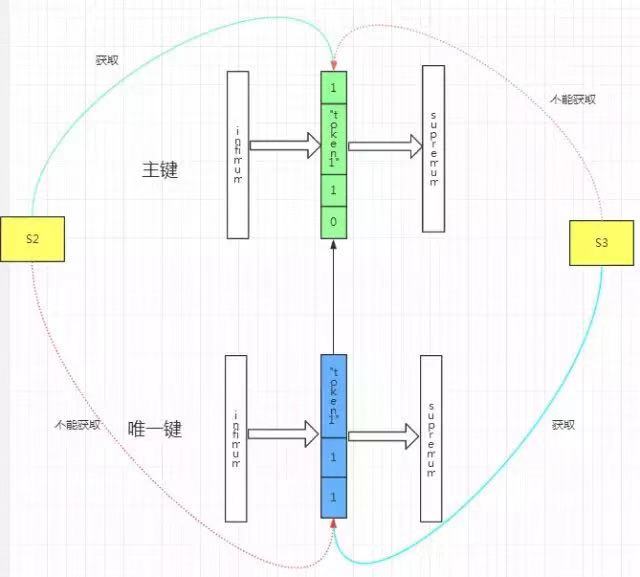 获取
不能获取
主键
infimum
1
"token1"
1
0
supremum
S2
S3
不能获取
唯一键
infimum
"token1"
1
1
supremum
获取